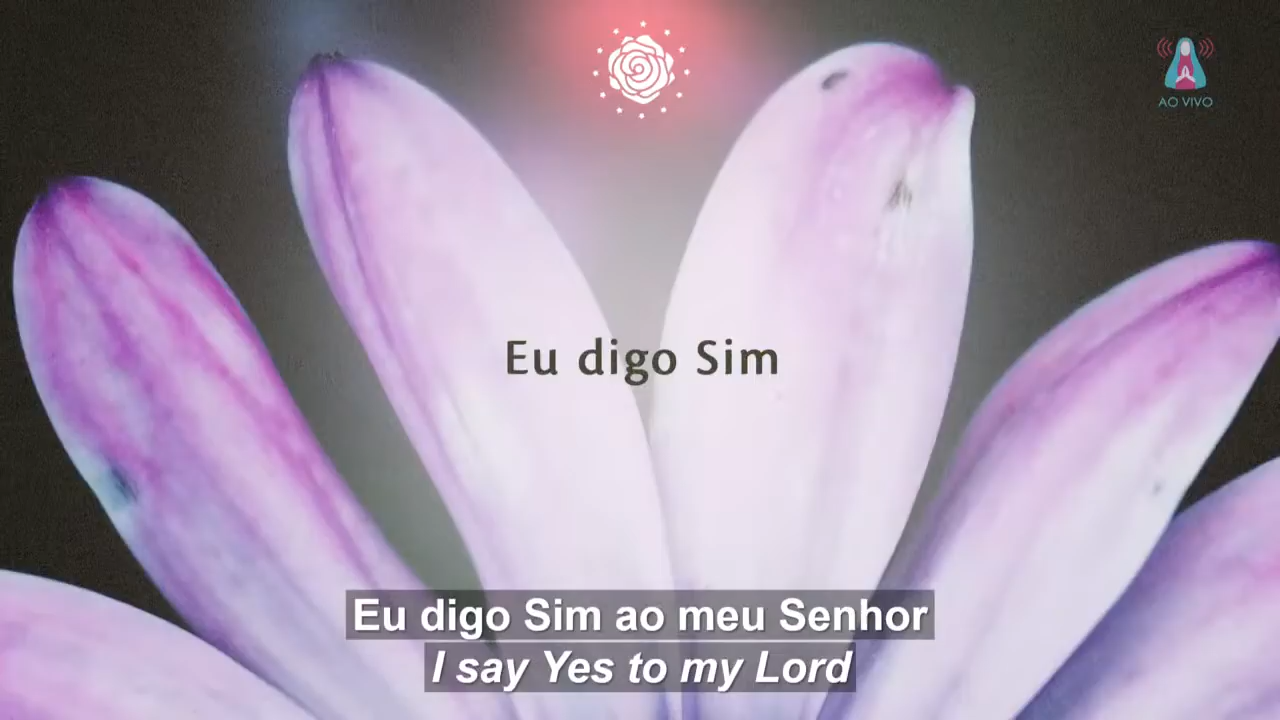 AO VIVO
Eu digo Sim
Eu digo Sim ao meu Senhor
I say Yes to my Lord